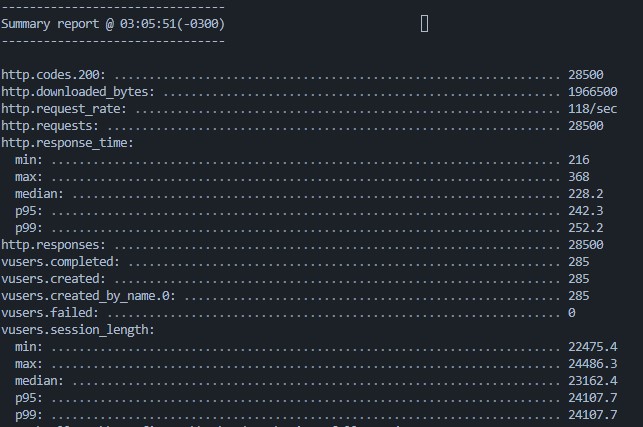 --------------------------------
Summary report @ 03:05:51(-0300)
--------------------------------
http.codes.200: ................................................................ 28500
http.downloaded_bytes: ......................................................... 1966500
http.request_rate: ............................................................. 118/sec
http.requests: ................................................................. 28500
http.response_time:
  min: ......................................................................... 216
  max: ......................................................................... 368
  median: ...................................................................... 228.2
  p95: ......................................................................... 242.3
  p99: ......................................................................... 252.2
http.responses: ................................................................ 28500
vusers.completed: .............................................................. 285
vusers.created: ................................................................ 285
vusers.created_by_name.0: ...................................................... 285
vusers.failed: ................................................................. 0
vusers.session_length:
  min: ......................................................................... 22475.4
  max: ......................................................................... 24486.3
  median: ...................................................................... 23162.4
  p95: ......................................................................... 24107.7
  p99: ......................................................................... 24107.7